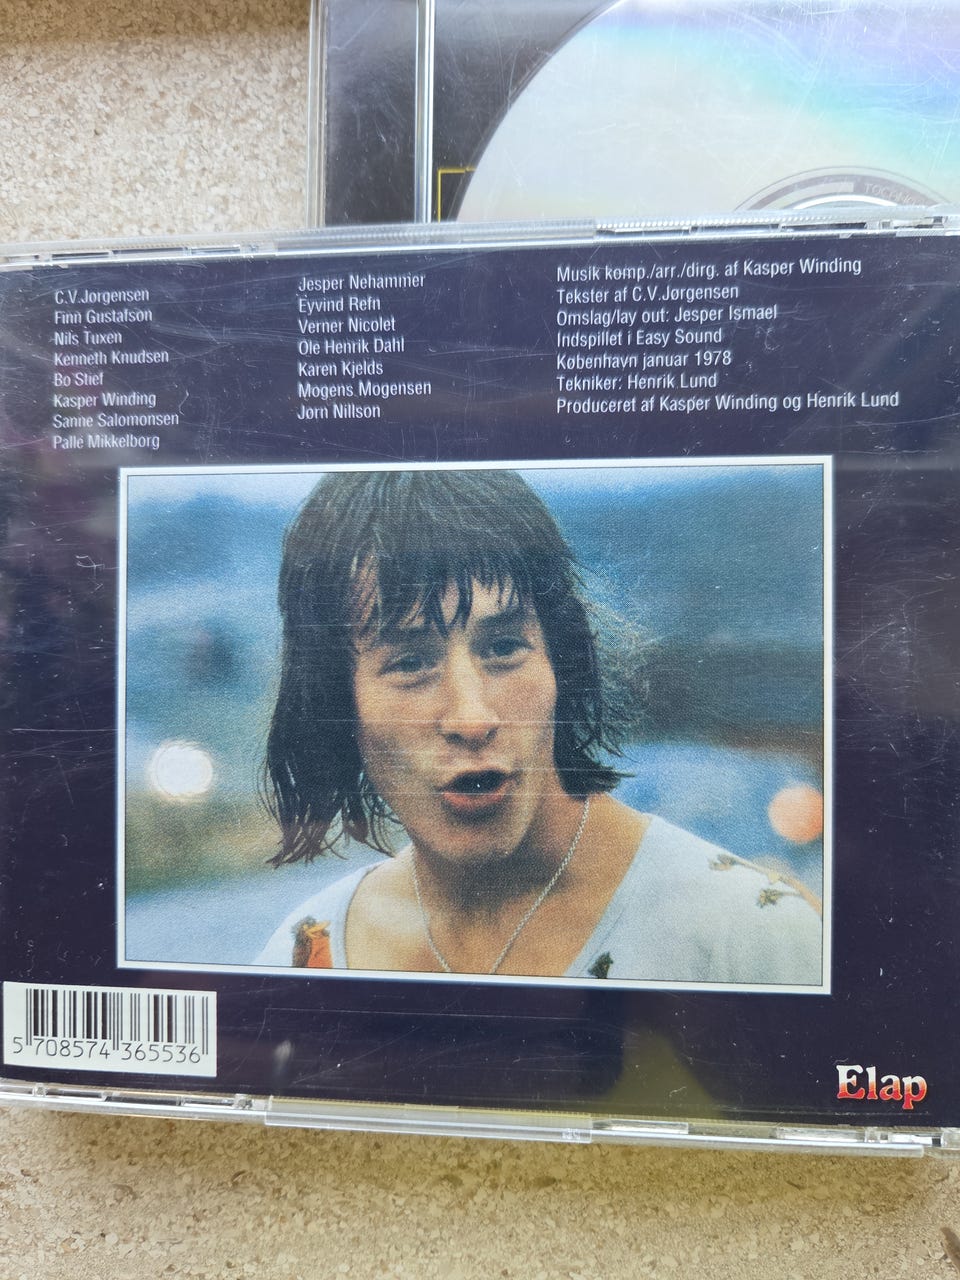 C.V.Jørgensen
Finn Gustafson
Nils Tuxen
Kenneth Knudsen
Bo Stief
Kasper Winding
Sanne Salomonsen
Palle Mikkelborg
Jesper Nehammer
Eyvind Refn
Verner Nicolet
Ole Henrik Dahl
Karen Kjelds
Mogens Mogensen
Jørn Nillson
Musik komp./arr./dirg. af Kasper Winding
Tekster af C.V.Jørgensen
Omslag/lay out: Jesper Ismael
Indspillet i Easy Sound
København januar 1978
Tekniker: Henrik Lund
Produceret af Kasper Winding og Henrik Lund
5 708574 365536
Elap